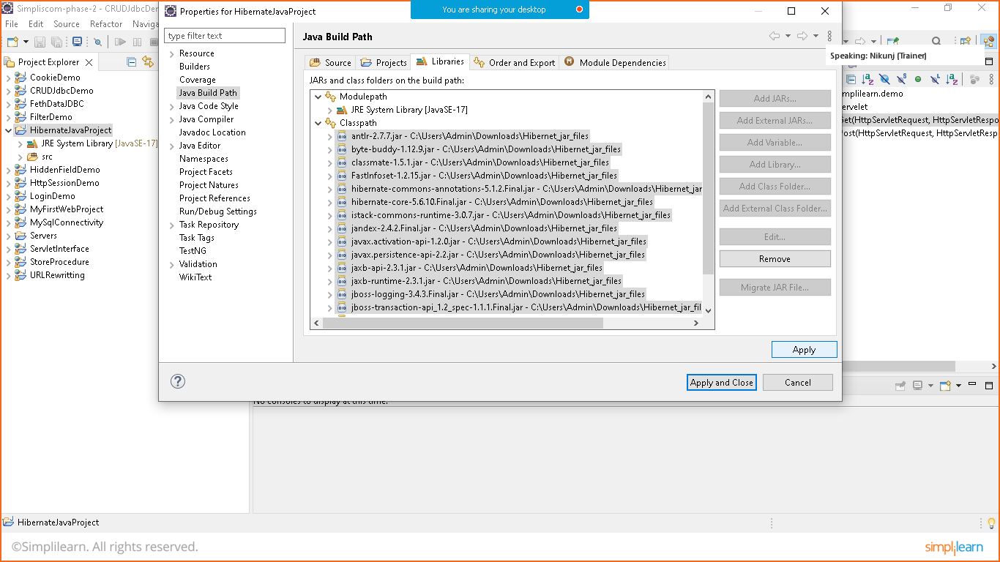 Simpliscom-phase-2 - CRUDJdbcDemo
File Edit Source Refactor Naviga
Project Explorer
CookieDemo
CRUDJdbcDemo
FethDataJDBC
FilterDemo
HibernateJavaProject
JRE System Library [JavaSE-17]
src
HiddenFieldDemo
HttpSessionDemo
LoginDemo
MyFirstWebProject
MySqlConnectivity
Servers
ServletInterface
StoreProcedure
URLRewritting
Properties for HibernateJavaProject
You are sharing your desktop
type filter text
Resource
Builders
Coverage
Java Build Path
Java Code Style
Java Compiler
Javadoc Location
Java Editor
Namespaces
Project Facets
Project Natures
Project References
Run/Debug Settings
Task Repository
Task Tags
TestNG
Validation
WikiText
Java Build Path
Source Projects Libraries Order and Export Module Dependencies
JARs and class folders on the build path:
Modulepath
JRE System Library [JavaSE-17]
Classpath
antlr-2.7.7.jar - C:\Users\Admin\Downloads\Hibernet_jar_files
byte-buddy-1.12.9.jar - C:\Users\Admin\Downloads\Hibernet_jar_files
classmate-1.5.1.jar - C:\Users\Admin\Downloads\Hibernet_jar_files
FastInfoset-1.2.15.jar - C:\Users\Admin\Downloads\Hibernet_jar_files
hibernate-commons-annotations-5.1.2.Final.jar - C:\Users\Admin\Downloads\Hibernet_jar
hibernate-core-5.6.10.Final.jar - C:\Users\Admin\Downloads\Hibernet_jar_files
istack-commons-runtime-3.0.7.jar - C:\Users\Admin\Downloads\Hibernet_jar_files
jandex-2.4.2.Final.jar - C:\Users\Admin\Downloads\Hibernet_jar_files
javax.activation-api-1.2.0.jar - C:\Users\Admin\Downloads\Hibernet_jar_files
javax.persistence-api-2.2.jar - C:\Users\Admin\Downloads\Hibernet_jar_files
jaxb-api-2.3.1.jar - C:\Users\Admin\Downloads\Hibernet_jar_files
jaxb-runtime-2.3.1.jar - C:\Users\Admin\Downloads\Hibernet_jar_files
jboss-logging-3.4.3.Final.jar - C:\Users\Admin\Downloads\Hibernet_jar_files
jboss-transaction-api_1.2_spec-1.1.1.Final.jar - C:\Users\Admin\Downloads\Hibernet_jar_fil
Add JARs...
Add External JARs...
Add Variable...
Add Library...
Add Class Folder...
Add External Class Folder...
Edit...
Remove
Migrate JAR File...
Apply
Apply and Close
Cancel
Speaking: Nikunj (Trainer)
mplilearn.demo
ervlet
Get(HttpServletRequest, HttpServletRespo
Post(HttpServletRequest, HttpServletResp
No consoles to display at this time.
HibernateJavaProject
©Simplilearn. All rights reserved.
simplilearn